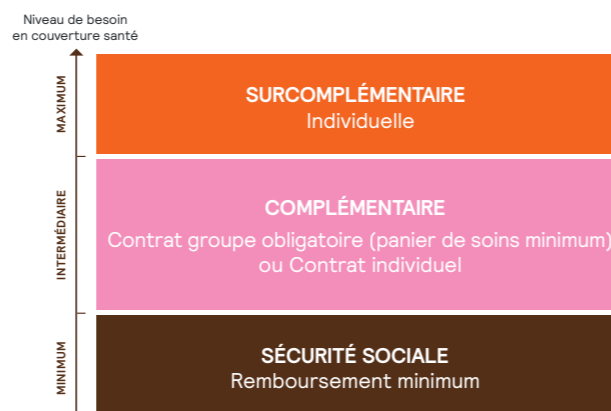 Niveau de besoin
en couverture santé
MAXIMUM
SURCOMPLÉMENTAIRE
Individuelle
INTERMÉDIAIRE
COMPLÉMENTAIRE
Contrat groupe obligatoire (panier de soins minimum)
ou Contrat individuel
MINIMUM
SÉCURITÉ SOCIALE
Remboursement minimum